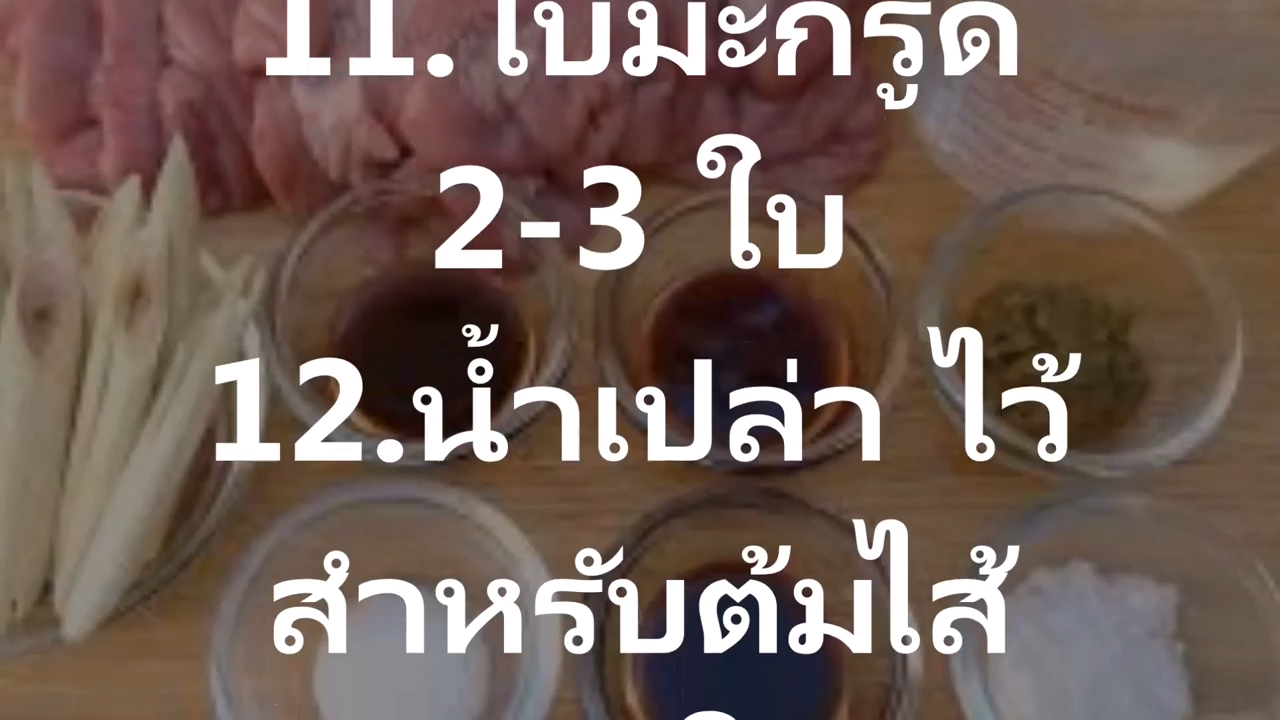 11. ใบมะกรูด
2-3 ใบ
12.น้ำเปล่า ไว้
สำหรับต้มไส้